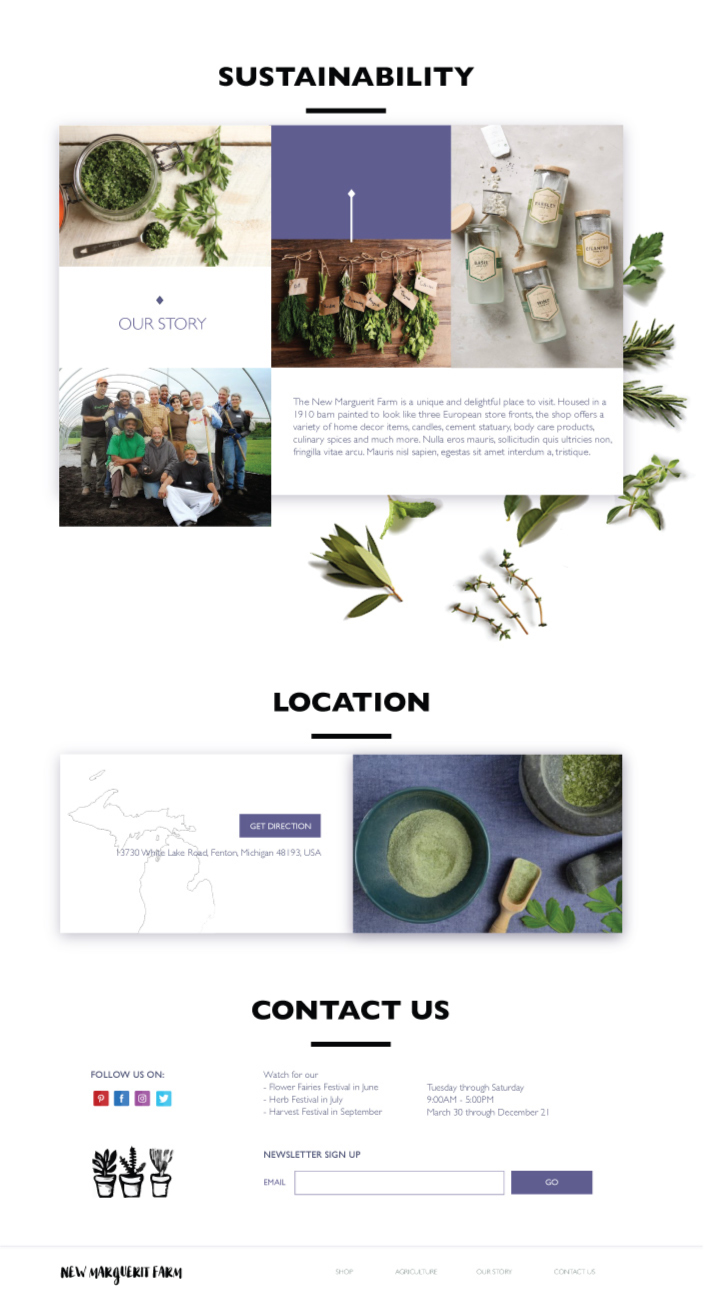 SUSTAINABILITY
OUR STORY
The New Marguerit Farm is a unique and delightful place to visit. Housed in a
1910 barn painted to look like three European store fronts, the shop offers a
variety of home decor items, candles, cement statuary, body care products,
culinary spices and much more. Nulla eros mauris, sollicitudin quis ultricies non,
fringilla vitae arcu. Mauris nisl sapien, egestas sit amet interdum a, tristique.
LOCATION
GET DIRECTION
13730 White Lake Road, Fenton, Michigan 48193, USA
CONTACT US
FOLLOW US ON:
Watch for our
- Flower Fairies Festival in June
- Herb Festival in July
- Harvest Festival in September
Tuesday through Saturday
9:00AM - 5:00PM
March 30 through December 21
NEWSLETTER SIGN UP
EMAIL
GO
NEW MARGUERIT FARM
SHOP
AGRICULTURE
OUR STORY
CONTACT US